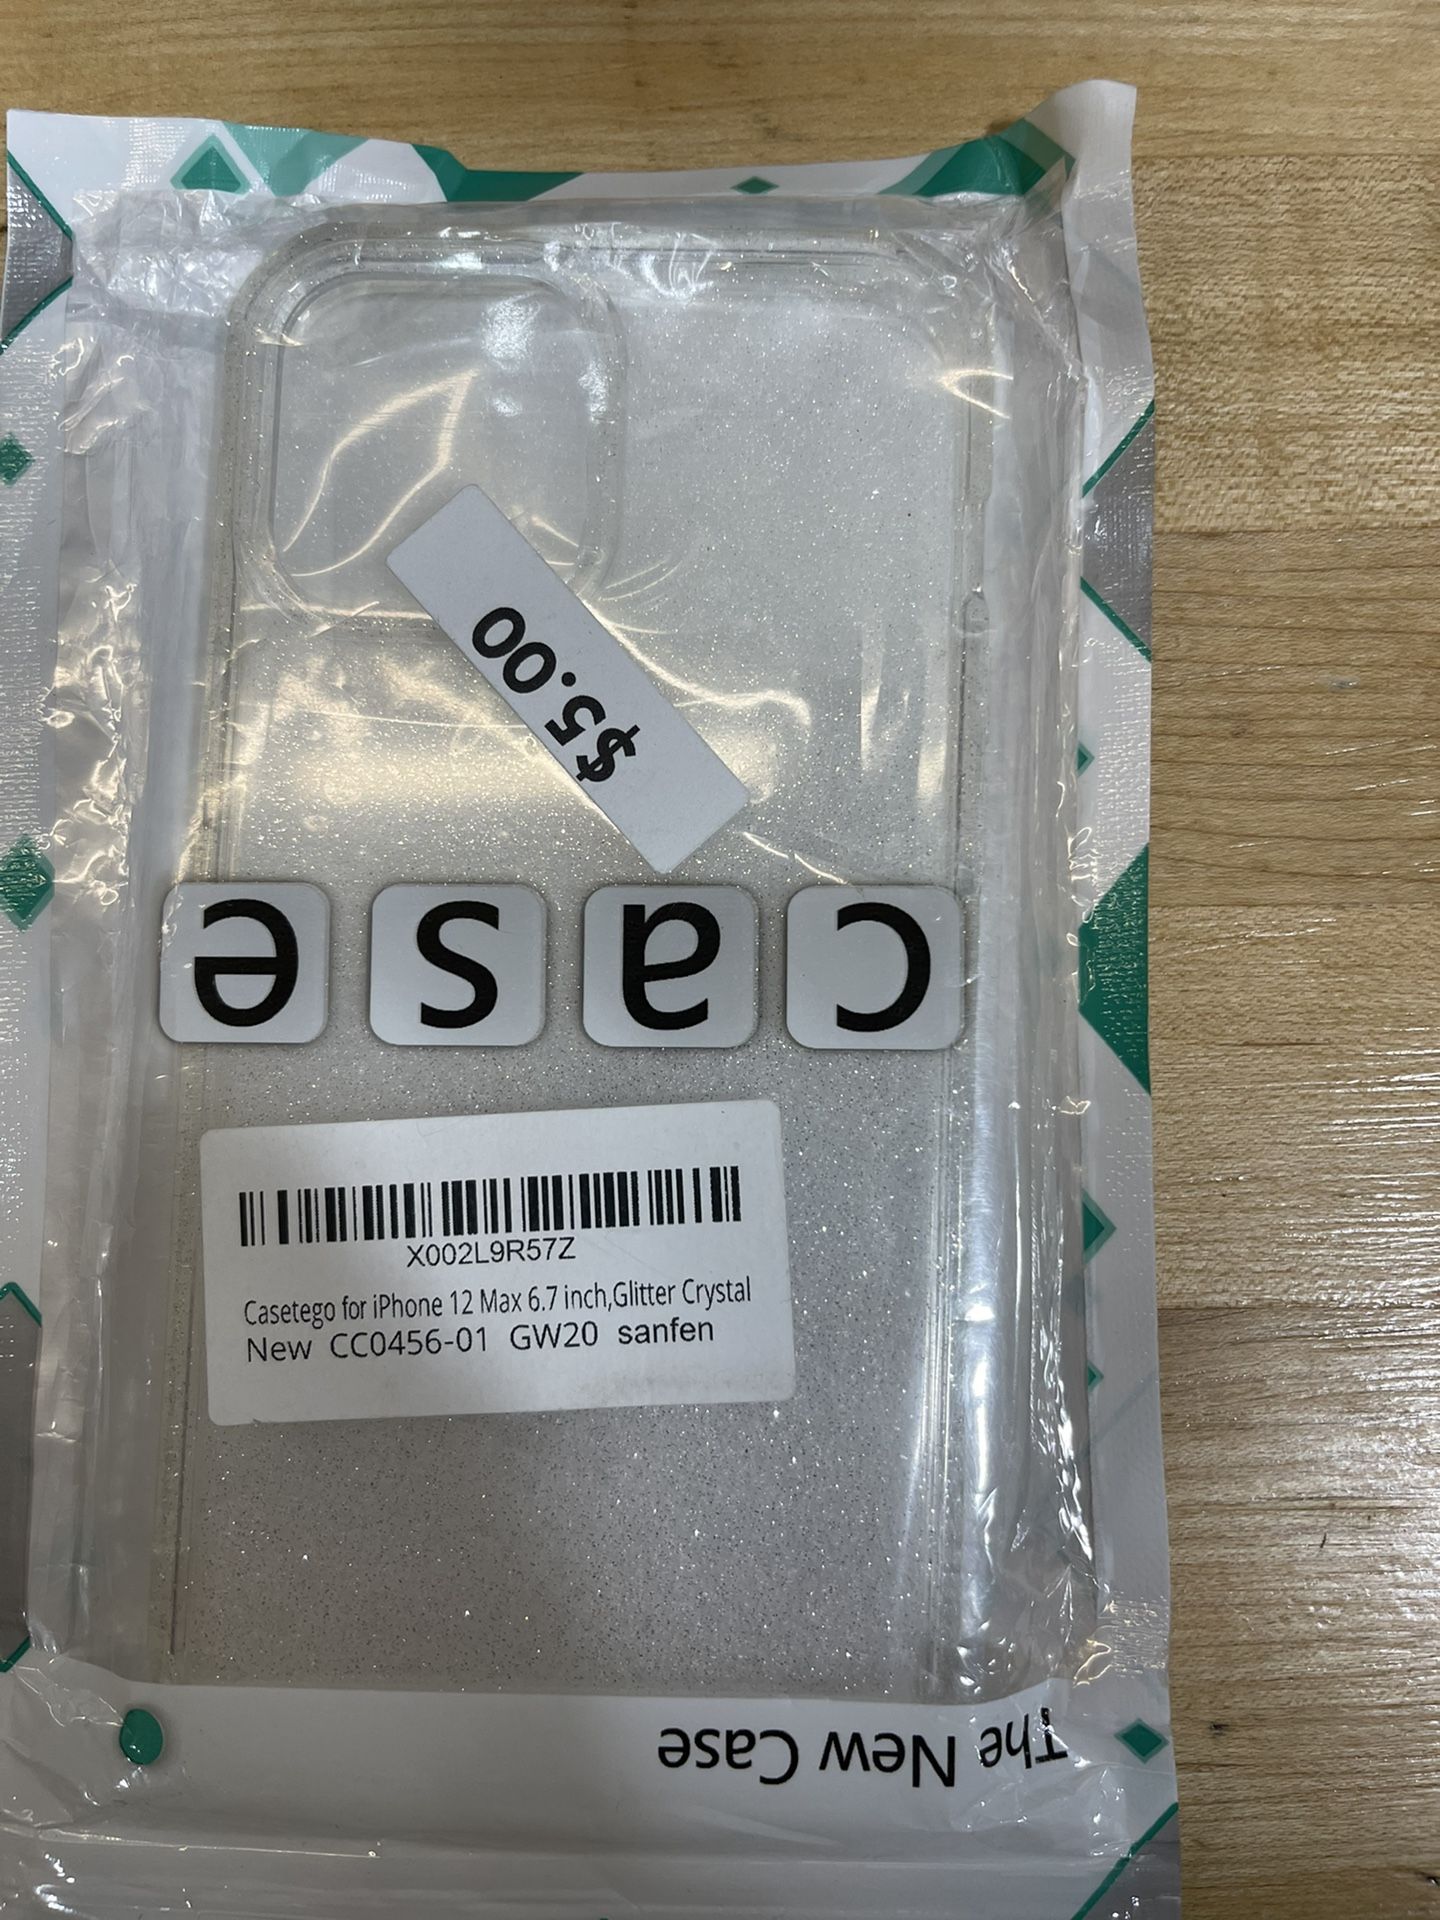 $5.00
case
X002L9R57Z
Casetego for iPhone 12 Max 6.7 inch,Glitter Crystal
New CC0456-01 GW20 sanfen
The New Case